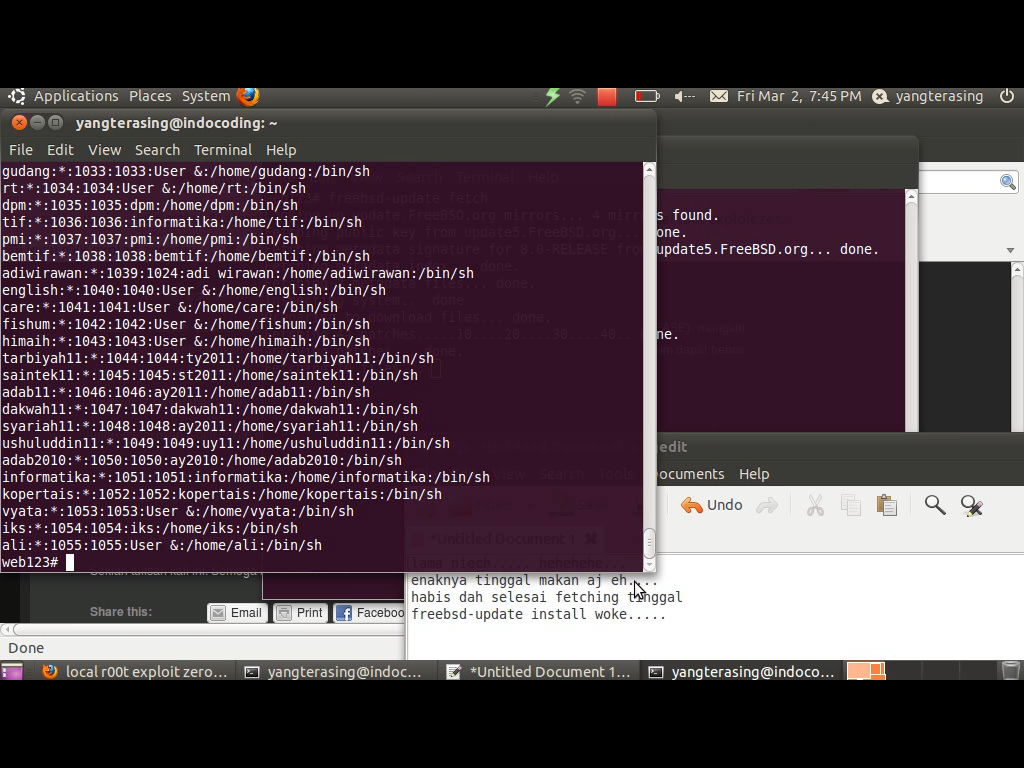 Applications Places System
Fri Mar 2, 7:45 PM yangterasing
yangterasing@indocoding: ~
File Edit View Search Terminal Help
gudang:*:1033:1033:User &:/home/gudang:/bin/sh
rt:*:1034:1034:User &:/home/rt:/bin/sh
dpm:*:1035:1035:dpm:/home/dpm:/bin/sh
tif:*:1036:1036:informatika:/home/tif:/bin/sh
pmi:*:1037:1037:pmi:/home/pmi:/bin/sh
bemtif:*:1038:1038:bemtif:/home/bemtif:/bin/sh
adiwirawan:*:1039:1024:adi wirawan:/home/adiwirawan:/bin/sh
english:*:1040:1040:User &:/home/english:/bin/sh
care:*:1041:1041:User &:/home/care:/bin/sh
fishum:*:1042:1042:User &:/home/fishum:/bin/sh
himaih:*:1043:1043:User &:/home/himaih:/bin/sh
tarbiyah11:*:1044:1044:ty2011:/home/tarbiyah11:/bin/sh
saintek11:*:1045:1045:st2011:/home/saintek11:/bin/sh
adab11:*:1046:1046:ay2011:/home/adab11:/bin/sh
dakwah11:*:1047:1047:dakwah11:/home/dakwah11:/bin/sh
syariah11:*:1048:1048:ay2011:/home/syariah11:/bin/sh
ushuluddin11:*:1049:1049:uy11:/home/ushuluddin11:/bin/sh
adab2010:*:1050:1050:ay2010:/home/adab2010:/bin/sh
informatika:*:1051:1051:informatika:/home/informatika:/bin/sh
kopertais:*:1052:1052:kopertais:/home/kopertais:/bin/sh
vyata:*:1053:1053:User &:/home/vyata:/bin/sh
iks:*:1054:1054:iks:/home/iks:/bin/sh
ali:*:1055:1055:User &:/home/ali:/bin/sh
web123#
s found.
one.
update5.FreeBSD.org... done.
ne.
edit
ocuments Help
Undo
*Untitled Document 1
lama niech..... hehehehe...
enaknya tinggal makan aj eh.....
habis dah selesai fetching tinggal
freebsd-update install woke.....
Share this: Email Print Faceboo
Done
local r00t exploit zero... yangterasing@indoc... *Untitled Document 1... yangterasing@indoco...